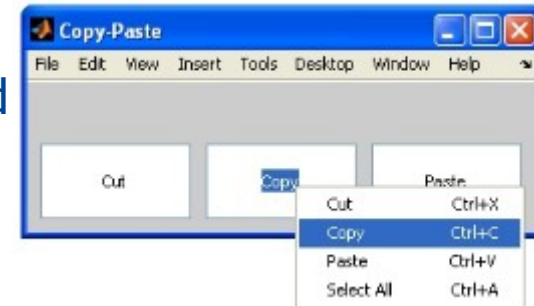 Copy-Paste
File Edit View Insert Tools Desktop Window Help
Cut Copy Paste
Cut Ctrl+X
Copy Ctrl+C
Paste Ctrl+V
Select All Ctrl+A